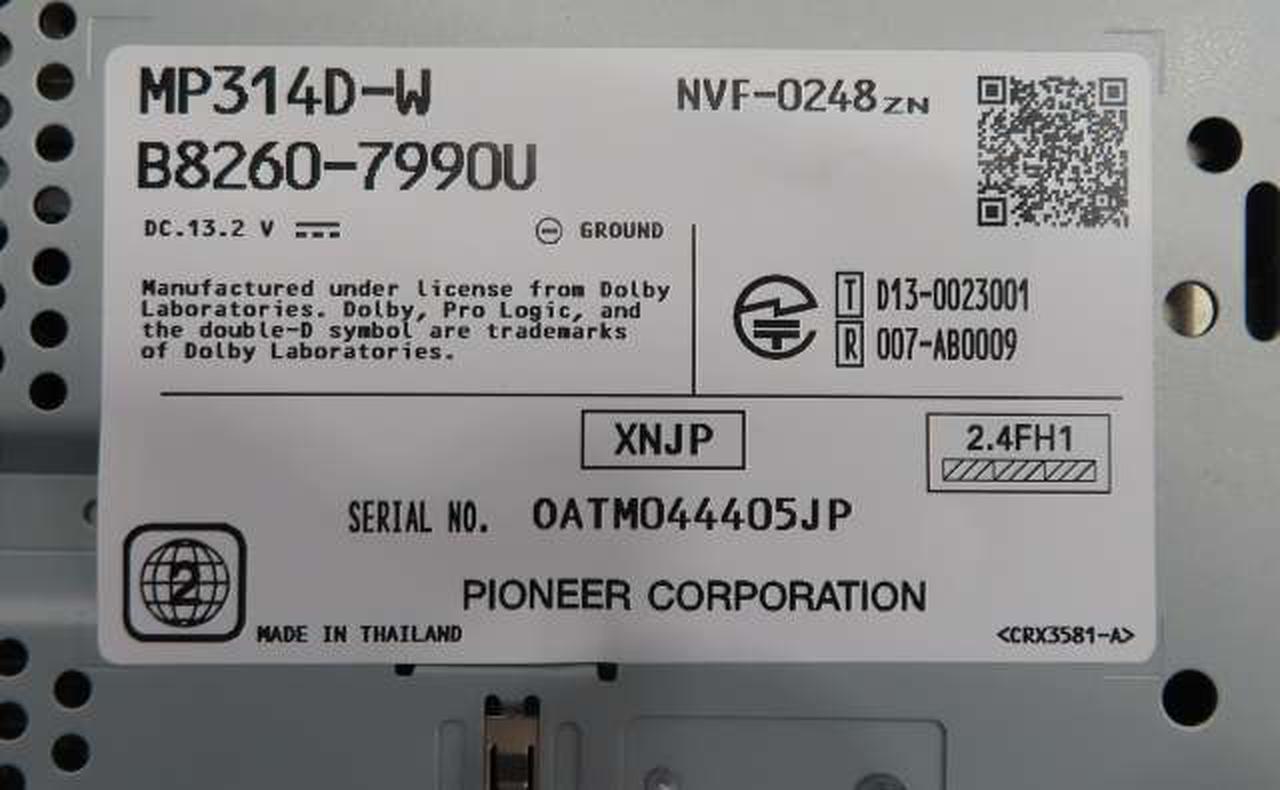 MP314D-W
NVF-0248ZN
B8260-7990U
DC.13.2 V
GROUND
Manufactured under license from Dolby
Laboratories. Dolby, Pro Logic, and
the double-D symbol are trademarks
of Dolby Laboratories.
T D13-0023001
R 007-AB0009
XNJP
2.4FH1
SERIAL NO. 0ATM044405JP
2
PIONEER CORPORATION
MADE IN THAILAND
<CRX3581-A>